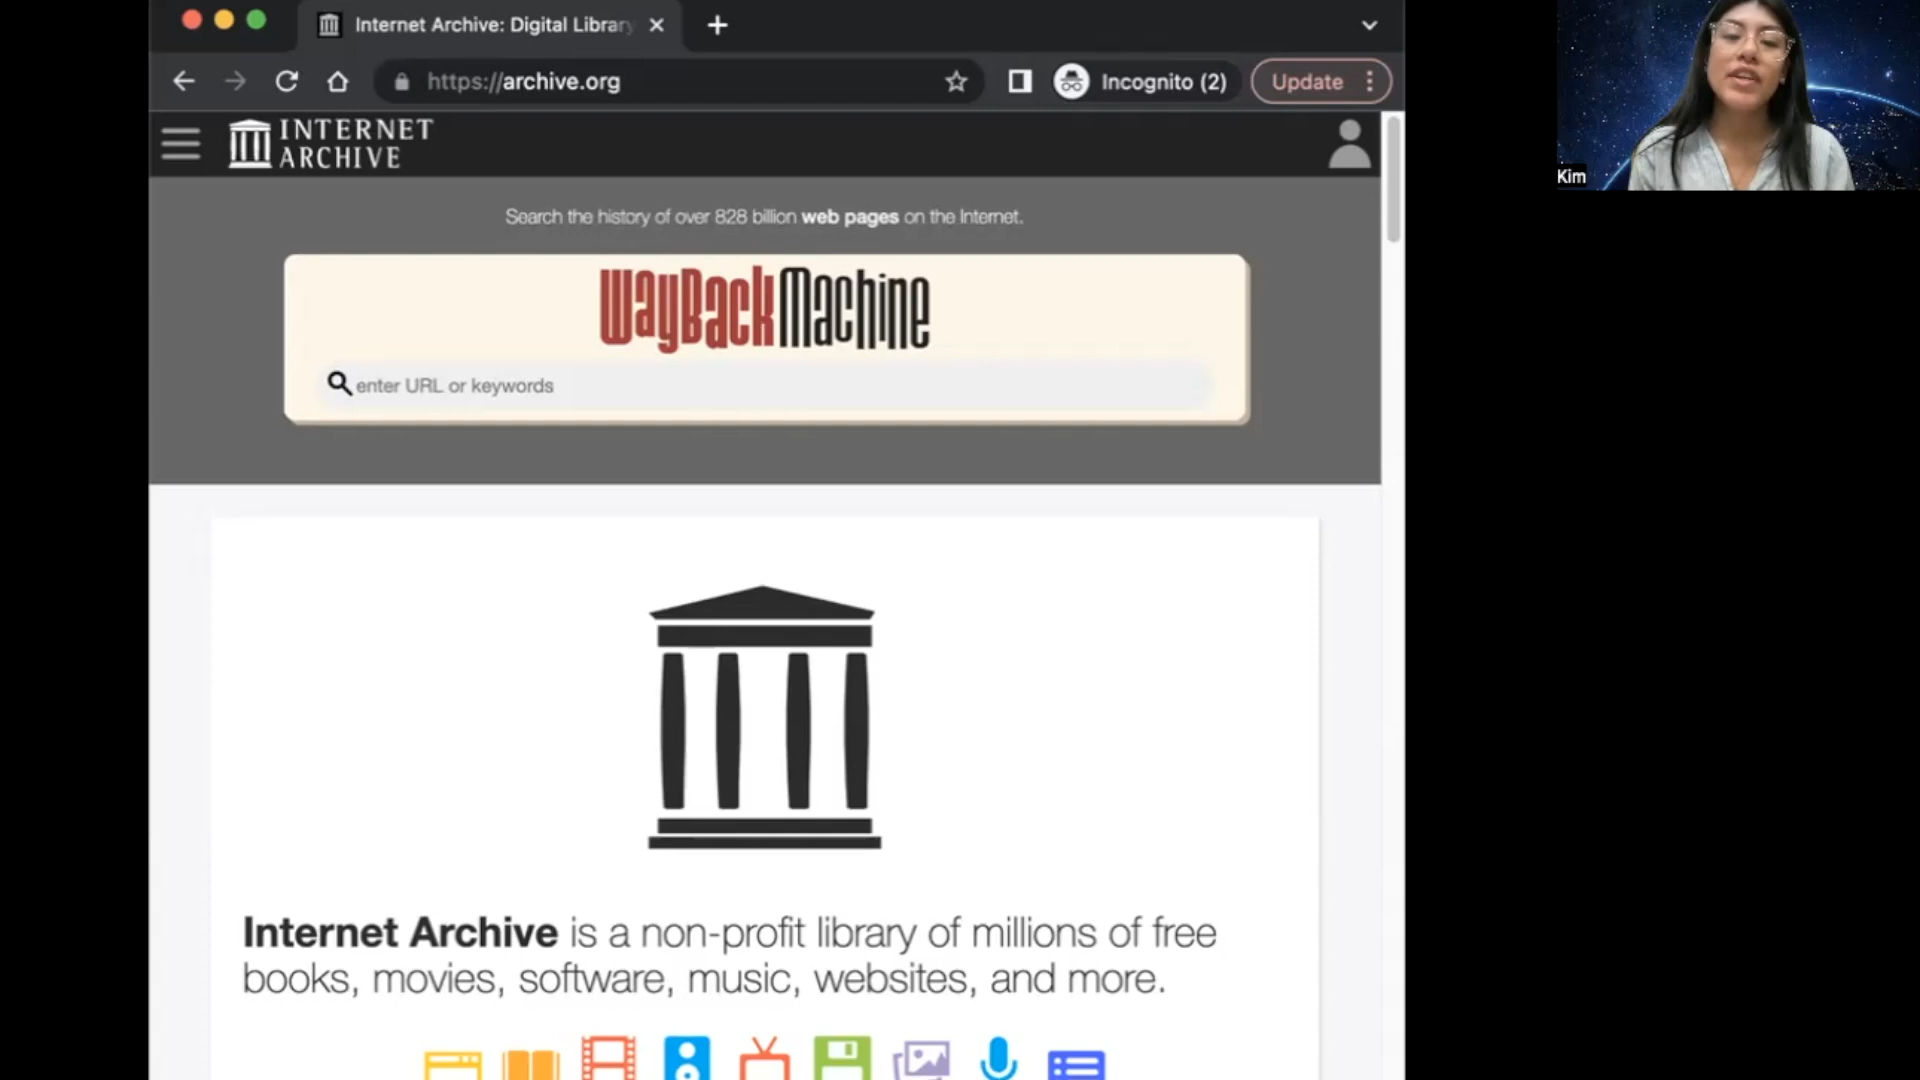 Internet Archive: Digital Library
https://archive.org
Incognito (2)
Update
INTERNET
ARCHIVE
Kim
Search the history of over 828 billion web pages on the Internet.
WayBackMachine
enter URL or keywords
Internet Archive is a non-profit library of millions of free
books, movies, software, music, websites, and more.